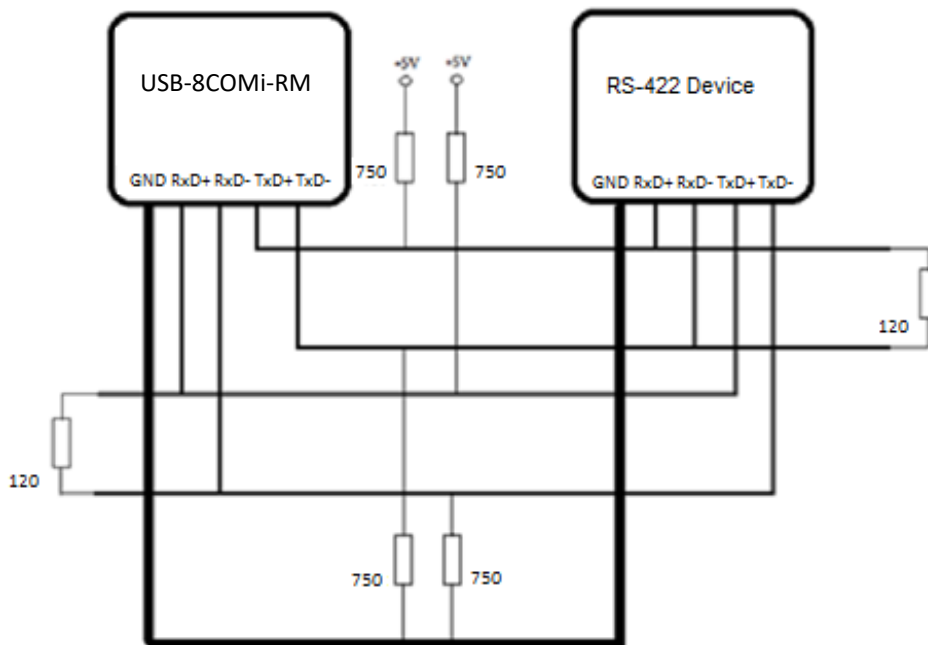 USB-8COMi-RM
GND RxD+ RxD- TxD+ TxD-
+5V
+5V
750
750
RS-422 Device
GND RxD+ RxD- TxD+ TxD-
120
120
750
750